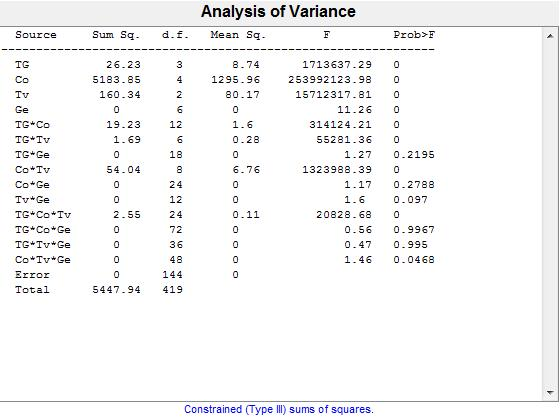 Analysis of Variance
Source Sum Sq. d.f. Mean Sq. F Prob>F
TG 26.23 3 8.74 1713637.29 0
Co 5183.85 4 1295.96 253992123.98 0
Tv 160.34 2 80.17 15712317.81 0
Ge 0 6 0 11.26 0
TG*Co 19.23 12 1.6 314124.21 0
TG*Tv 1.69 6 0.28 55281.36 0
TG*Ge 0 18 0 1.27 0.2195
Co*Tv 54.04 8 6.76 1323988.39 0
Co*Ge 0 24 0 1.17 0.2788
Tv*Ge 0 12 0 1.6 0.097
TG*Co*Tv 2.55 24 0.11 20828.68 0
TG*Co*Ge 0 72 0 0.56 0.9967
TG*Tv*Ge 0 36 0 0.47 0.995
Co*Tv*Ge 0 48 0 1.46 0.0468
Error 0 144 0
Total 5447.94 419
Constrained (Type III) sums of squares.